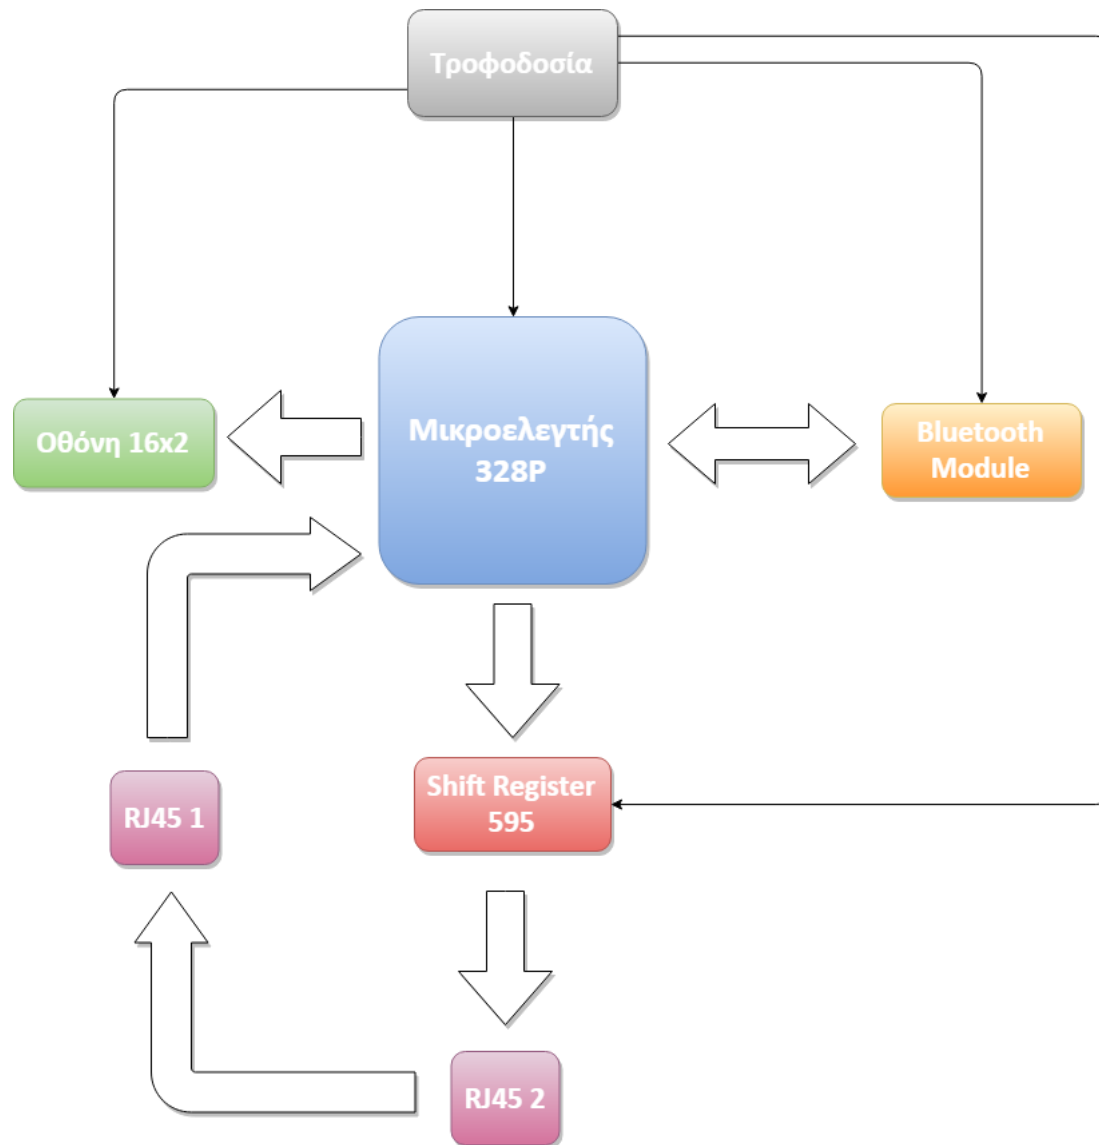 Τροφοδοσία
Οθόνη 16x2
Μικροελεγτής
328P
Bluetooth
Module
RJ45 1
Shift Register
595
RJ45 2